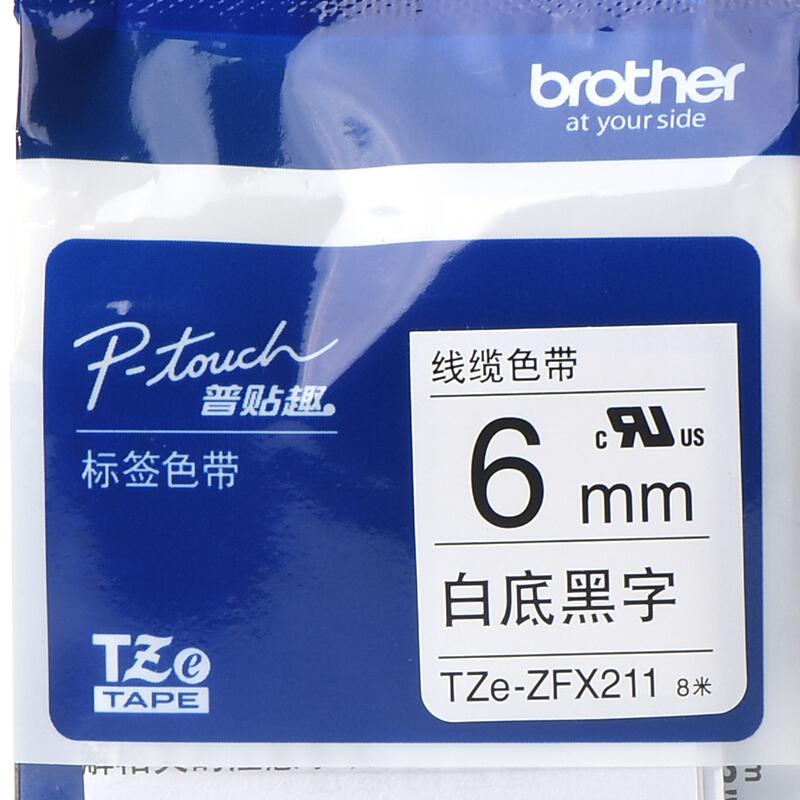 brother
at your side
P-touch
普贴趣
标签色带
TZe
TAPE
线缆色带
6 mm
c RU US
白底黑字
TZe-ZFX211 8米